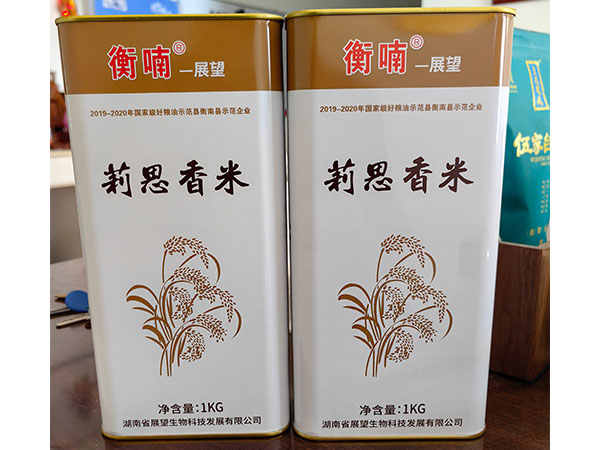 衡喃®
—展望
2019-2020年国家级好粮油示范县衡南县示范企业
莉思香米
净含量:1KG
湖南省展望生物科技发展有限公司
衡喃®
—展望
2019-2020年国家级好粮油示范县衡南县示范企业
莉思香米
净含量:1KG
湖南省展望生物科技发展有限公司
伍家台